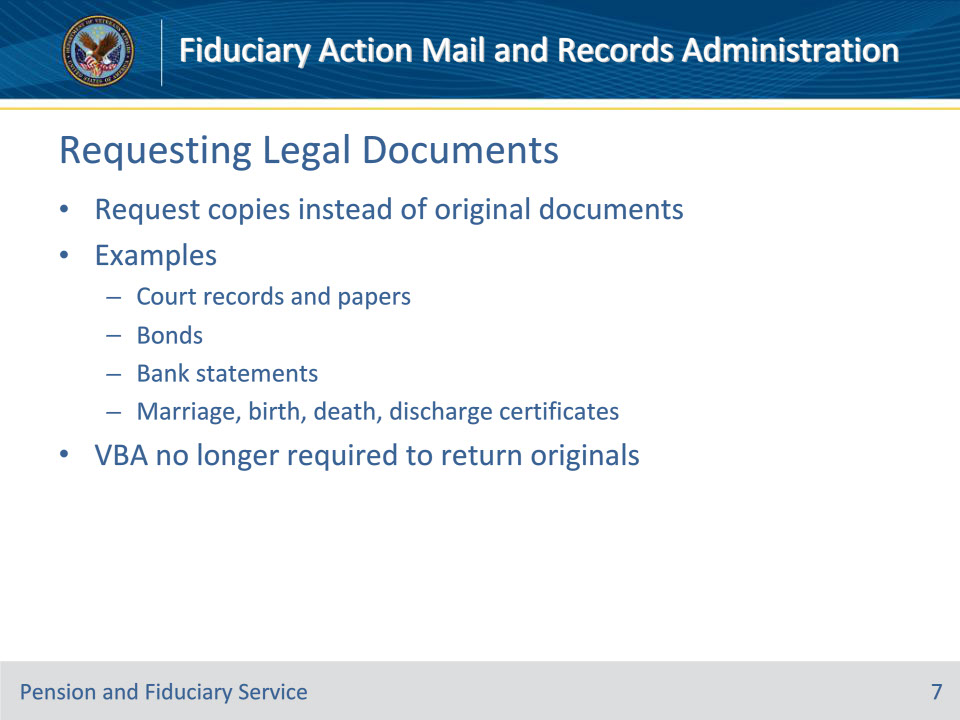 Fiduciary Action Mail and Records Administration
Requesting Legal Documents
• Request copies instead of original documents
• Examples
– Court records and papers
– Bonds
– Bank statements
– Marriage, birth, death, discharge certificates
• VBA no longer required to return originals
Pension and Fiduciary Service
7